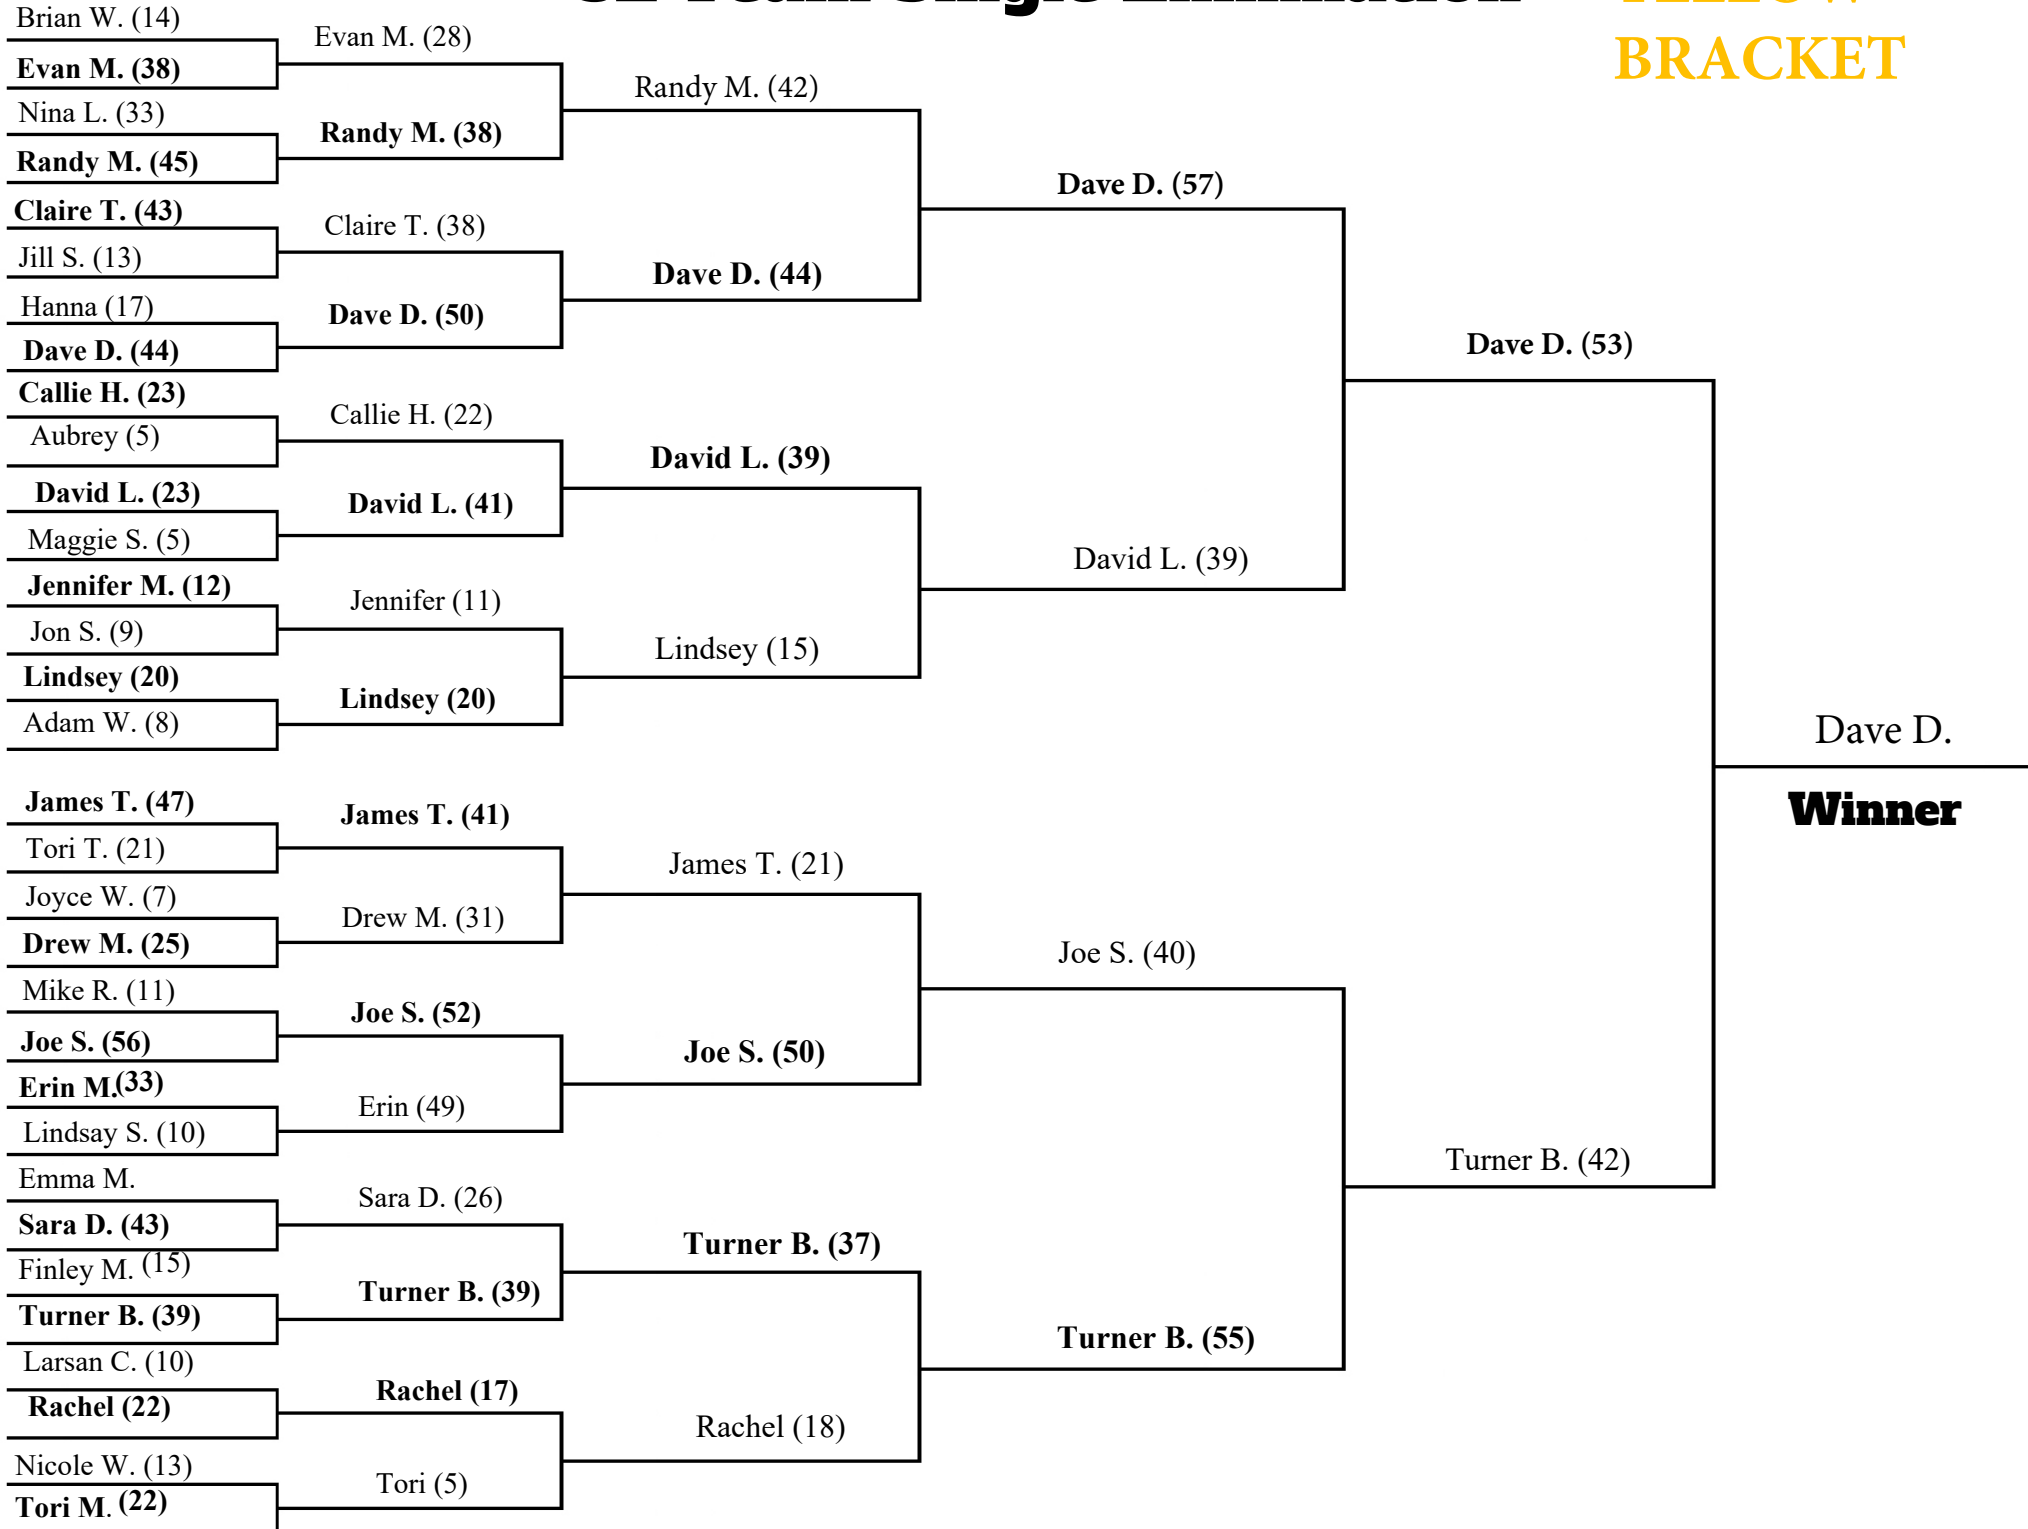 32 Team Single Elimination
YELLOW
BRACKET
Brian W. (14)
Evan M. (38)
Nina L. (33)
Randy M. (45)
Claire T. (43)
Jill S. (13)
Hanna (17)
Dave D. (44)
Callie H. (23)
Aubrey (5)
David L. (23)
Maggie S. (5)
Jennifer M. (12)
Jon S. (9)
Lindsey (20)
Adam W. (8)
James T. (47)
Tori T. (21)
Joyce W. (7)
Drew M. (25)
Mike R. (11)
Joe S. (56)
Erin M.(33)
Lindsay S. (10)
Emma M.
Sara D. (43)
Finley M. (15)
Turner B. (39)
Larsan C. (10)
Rachel (22)
Nicole W. (13)
Tori M. (22)
Evan M. (28)
Randy M. (38)
Claire T. (38)
Dave D. (50)
Callie H. (22)
David L. (41)
Jennifer (11)
Lindsey (20)
James T. (41)
Drew M. (31)
Joe S. (52)
Erin (49)
Sara D. (26)
Turner B. (39)
Rachel (17)
Tori (5)
Randy M. (42)
Dave D. (44)
David L. (39)
Lindsey (15)
James T. (21)
Joe S. (50)
Turner B. (37)
Rachel (18)
Dave D. (57)
David L. (39)
Joe S. (40)
Turner B. (55)
Dave D. (53)
Turner B. (42)
Dave D.
Winner